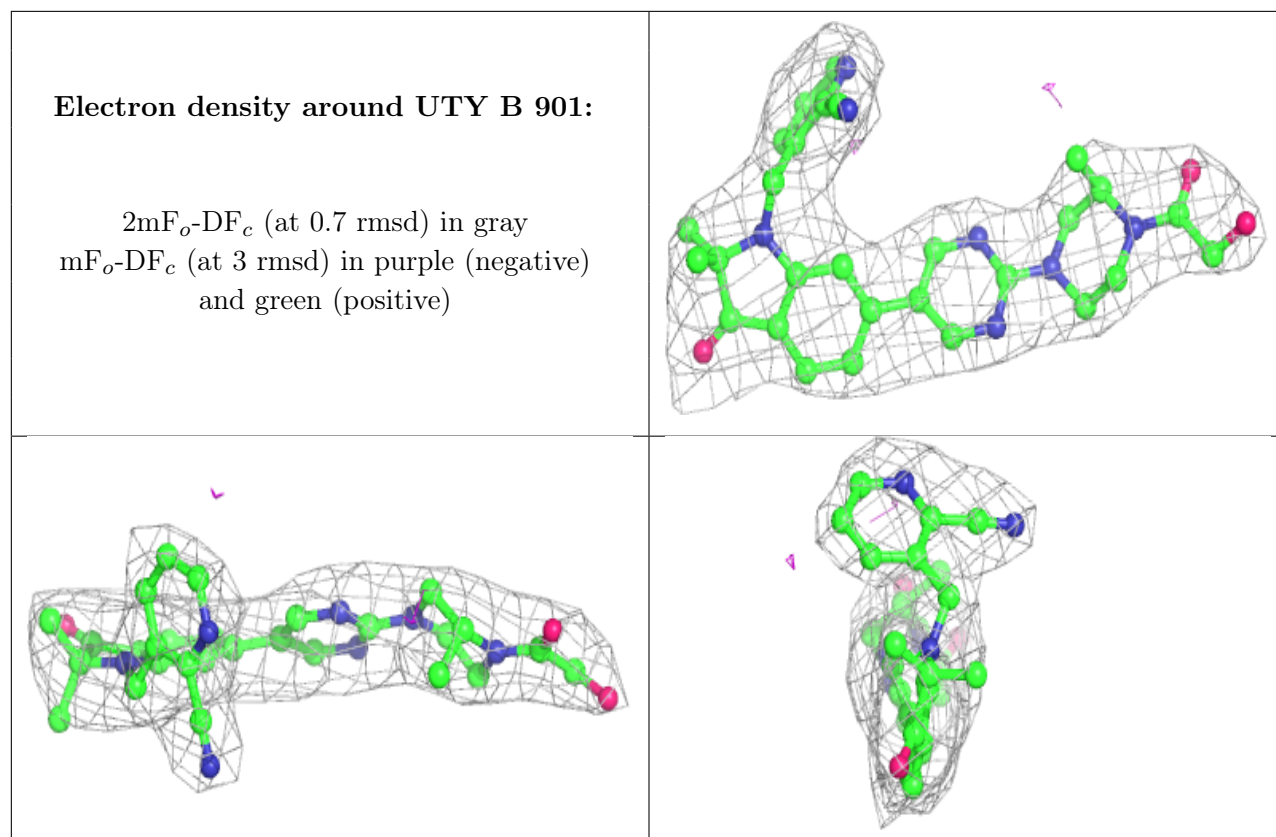 Electron density around UTY B 901:
2mFo-DFc (at 0.7 rmsd) in gray
mFo-DFc (at 3 rmsd) in purple (negative)
and green (positive)